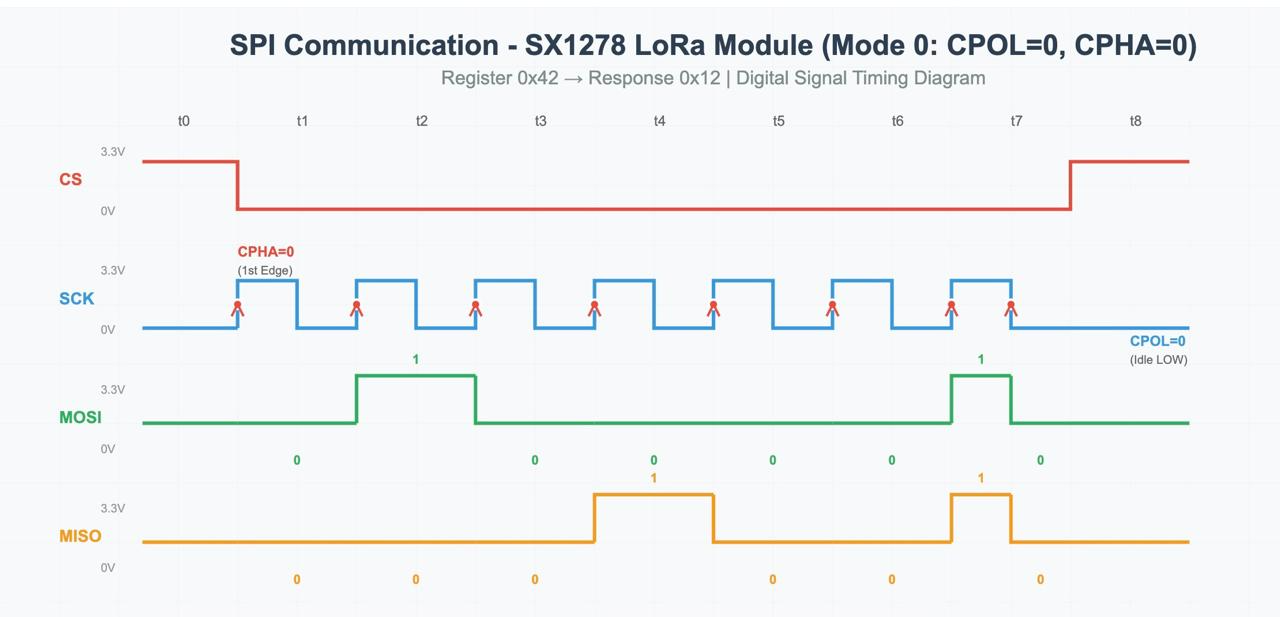 SPI Communication - SX1278 LoRa Module (Mode 0: CPOL=0, CPHA=0)
Register 0x42 → Response 0x12 | Digital Signal Timing Diagram
t0 t1 t2 t3 t4 t5 t6 t7 t8
3.3V
CS
0V
CPHA=0
(1st Edge)
3.3V
SCK
0V
CPOL=0
(Idle LOW)
1 1
3.3V
MOSI
0V
0 0 0 0 0 0
1 1
3.3V
MISO
0V
0 0 0 0 0 0